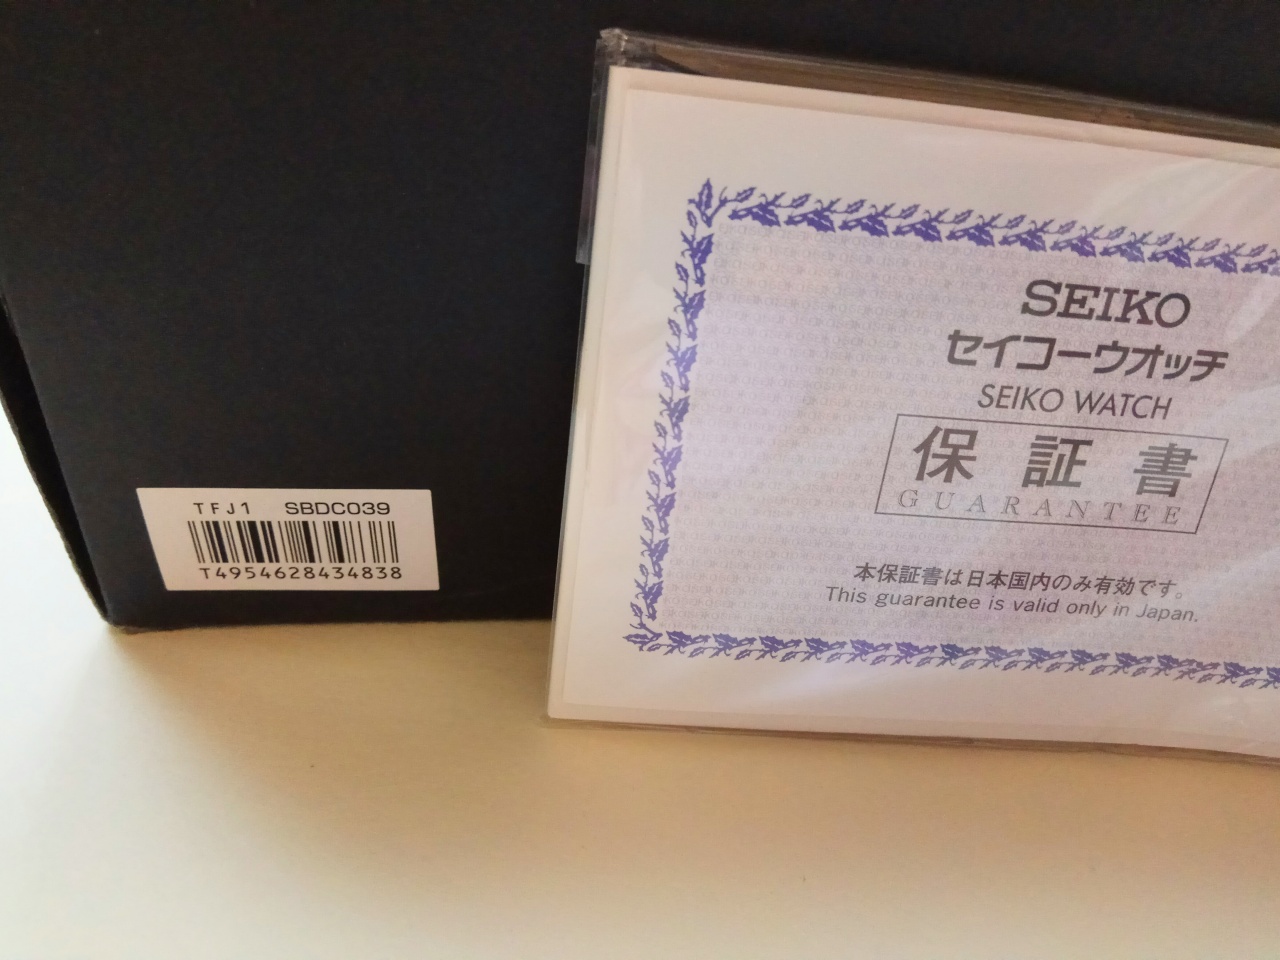 TFJ1 SBDC039
T4954628434838
SEIKO
セイコーウオッチ
SEIKO WATCH
保証書
GUARANTEE
本保証書は日本国内のみ有効です。
This guarantee is valid only in Japan.